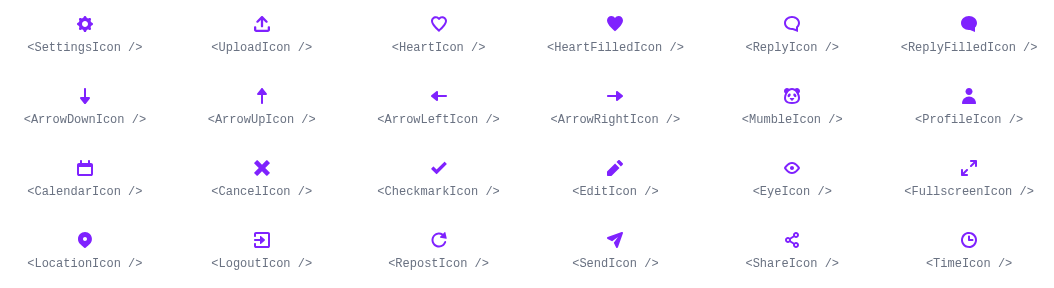 <SettingsIcon /> <UploadIcon /> <HeartIcon /> <HeartFilledIcon /> <ReplyIcon /> <ReplyFilledIcon />
<ArrowDownIcon /> <ArrowUpIcon /> <ArrowLeftIcon /> <ArrowRightIcon /> <MumbleIcon /> <ProfileIcon />
<CalendarIcon /> <CancelIcon /> <CheckmarkIcon /> <EditIcon /> <EyeIcon /> <FullscreenIcon />
<LocationIcon /> <LogoutIcon /> <RepostIcon /> <SendIcon /> <ShareIcon /> <TimeIcon />